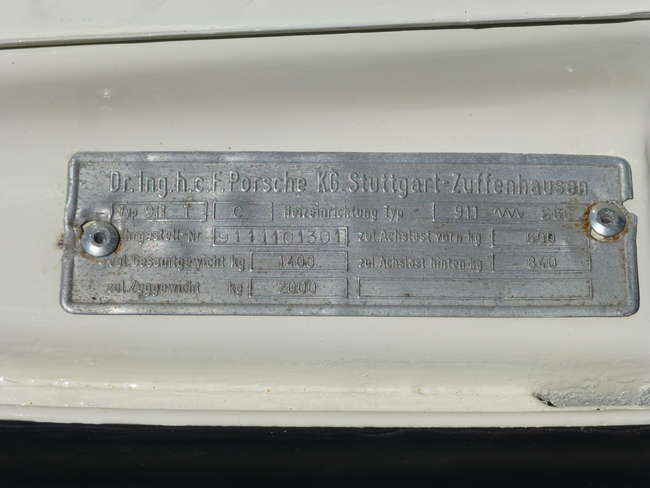 Dr. Ing. h. c. F. Porsche KG. Stuttgart-Zuffenhausen
Typ 911 T C Heizeinrichtung Typ 911
Fahrgestell-Nr 9111101301 zul. Achslast vorn kg
zul. Gesamtgewicht kg 1400 zul. Achslast hinten kg 840
zul. Zuggewicht kg 2000